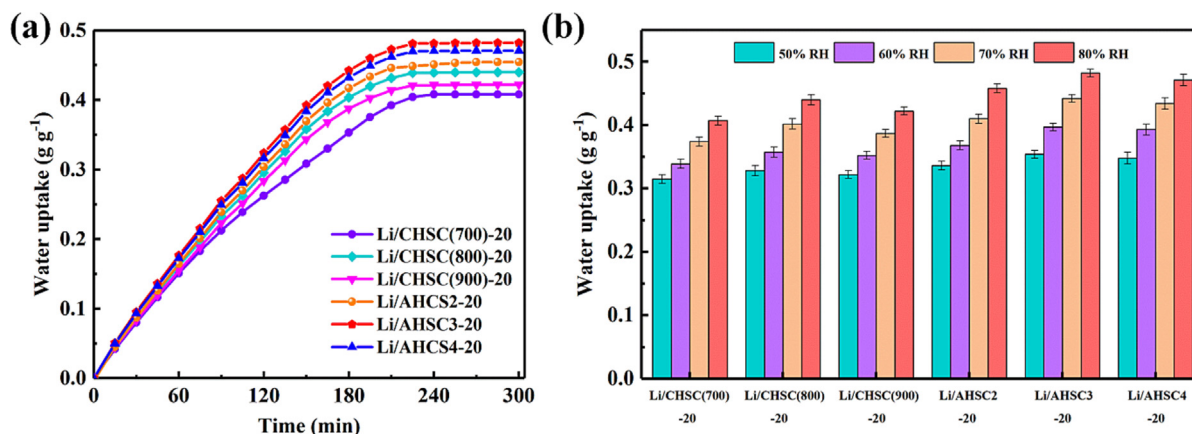 (a)
Water uptake (g g⁻¹)
0.5
0.4
0.3
0.2
0.1
0.0
0 60 120 180 240 300
Time (min)
Li/CHSC(700)-20
Li/CHSC(800)-20
Li/CHSC(900)-20
Li/AHCS2-20
Li/AHSC3-20
Li/AHCS4-20
(b)
Water uptake (g g⁻¹)
50% RH 60% RH 70% RH 80% RH
0.5
0.4
0.3
0.2
0.1
0.0
Li/CHSC(700) Li/CHSC(800) Li/CHSC(900) Li/AHSC2 Li/AHSC3 Li/AHSC4
-20 -20 -20 -20 -20 -20